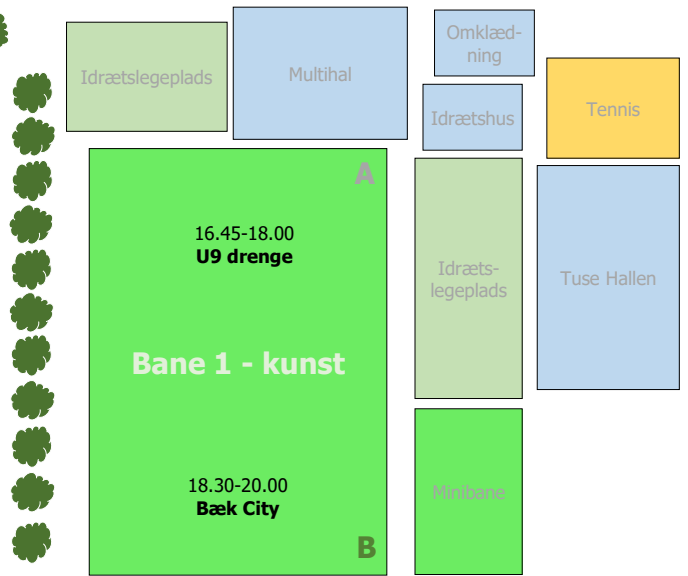 Omklæd-
ning
Idrætslegeplads
Multihal
Idrætshus
Tennis
A
16.45-18.00
U9 drenge
Idræts-
legeplads
Tuse Hallen
Bane 1 - kunst
18.30-20.00
Bæk City
Minibane
B